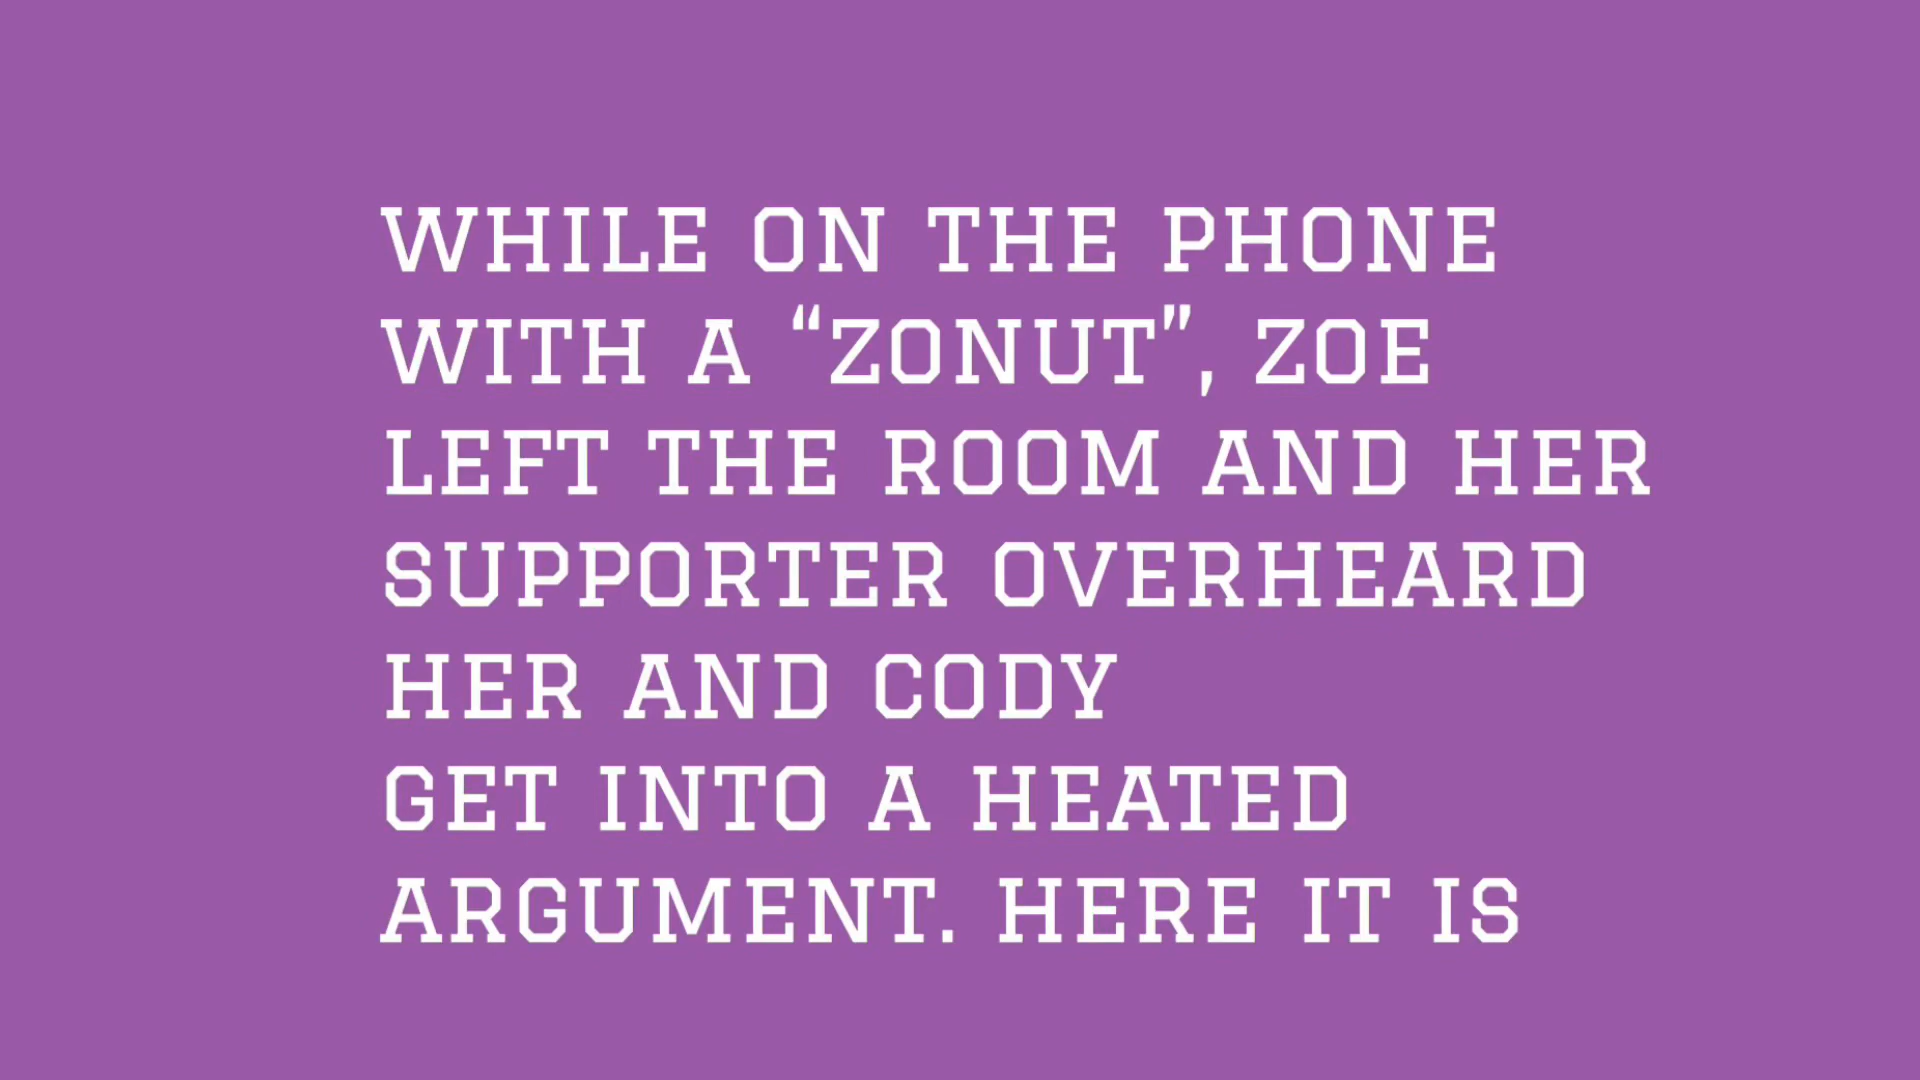 WHILE ON THE PHONE
WITH A “ZONUT”, ZOE
LEFT THE ROOM AND HER
SUPPORTER OVERHEARD
HER AND CODY
GET INTO A HEATED
ARGUMENT. HERE IT IS